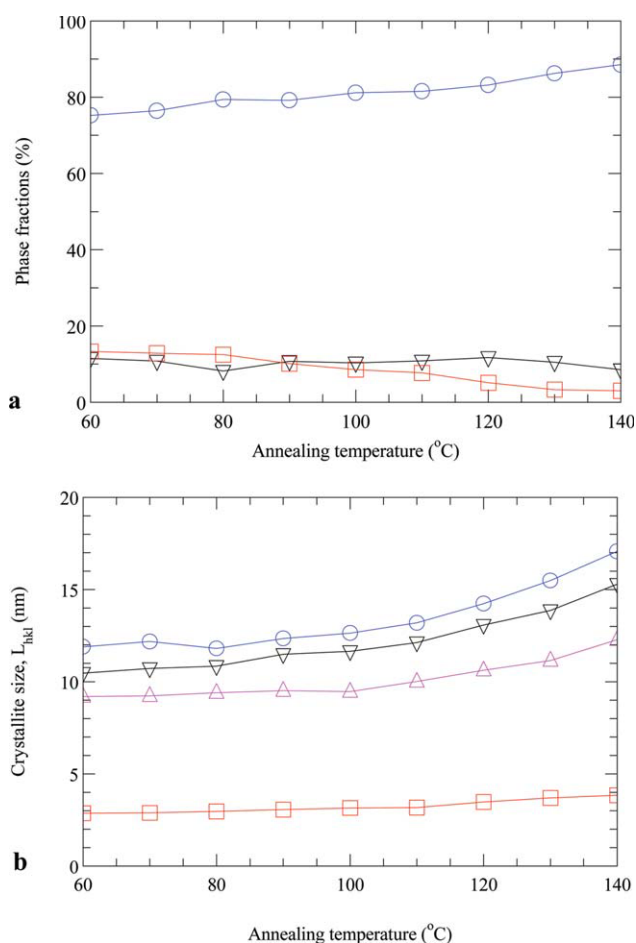 100
80
60
40
20
0
Phase fractions (%)
60 80 100 120 140
Annealing temperature (°C)
a
20
15
10
5
0
Crystallite size, Lhkl (nm)
60 80 100 120 140
Annealing temperature (°C)
b